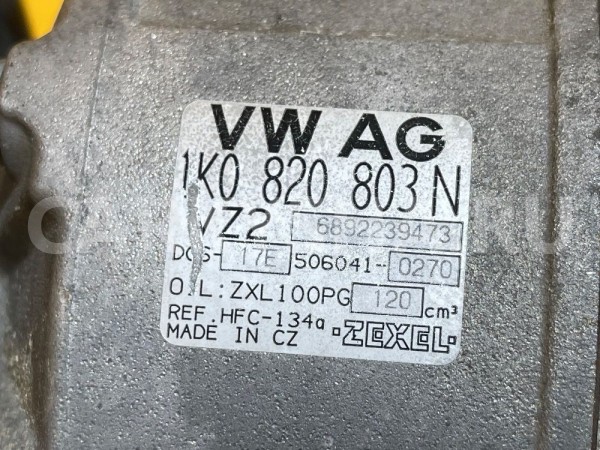 VW AG
1K0 820 803 N
VZ2 6892239473
DCS-17E 506041-0270
OIL:ZXL100PG 120 cm³
REF.HFC-134a
MADE IN CZ ZEXEL